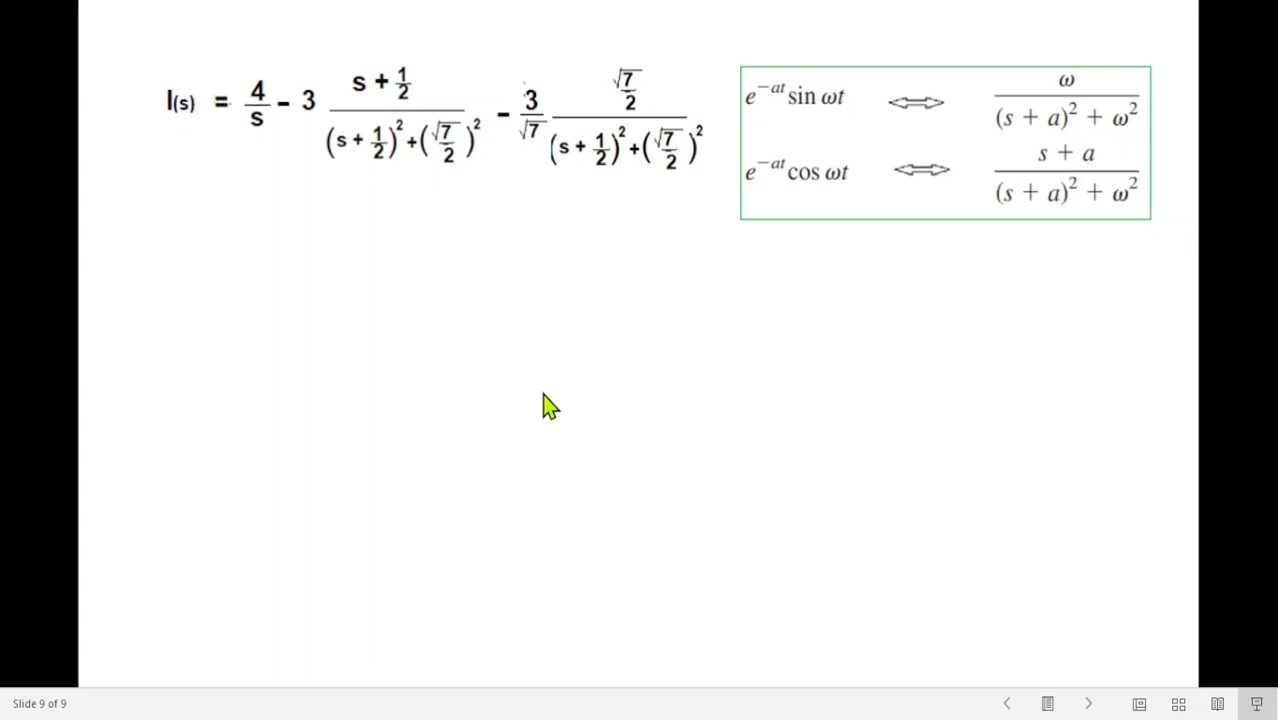 I(s) = 4/s - 3 (s + 1/2)/((s + 1/2)² + (√7/2)²) - 3/√7 (√7/2)/((s + 1/2)² + (√7/2)²)
e^−at sin ωt ⇔ ω/((s + a)² + ω²)
e^−at cos ωt ⇔ (s + a)/((s + a)² + ω²)
Slide 9 of 9